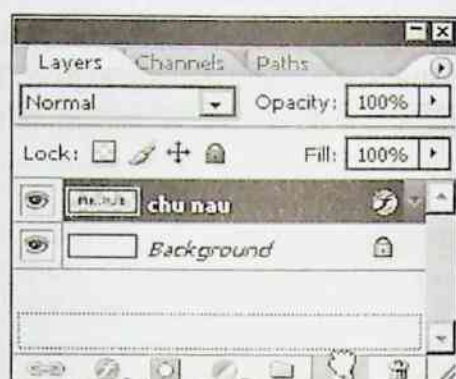 Layers Channels Paths
Normal Opacity: 100%
Lock: Fill: 100%
chu nau
Background